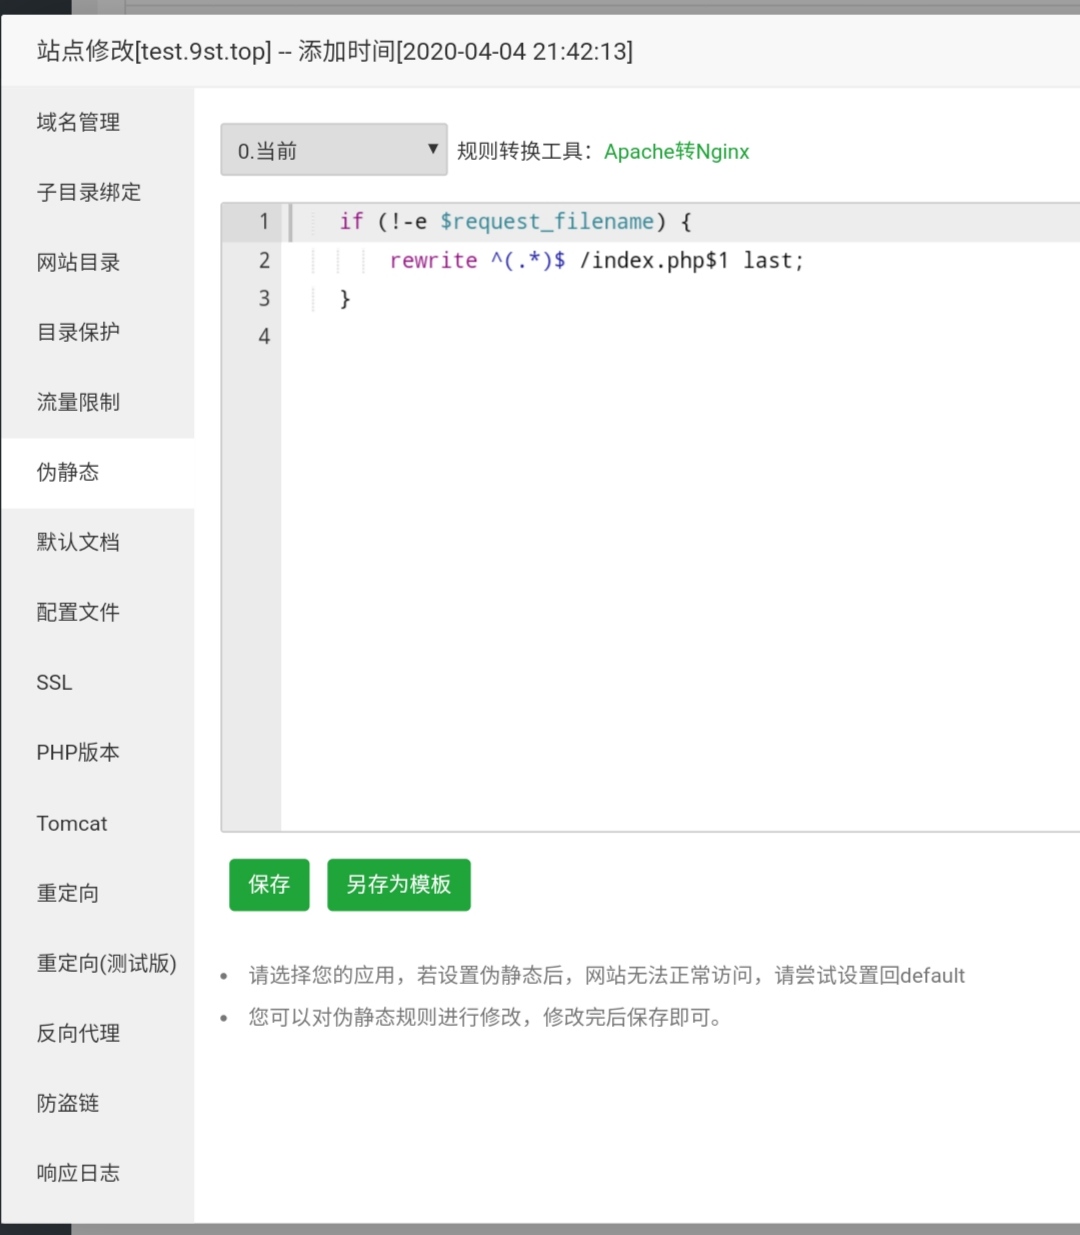 站点修改[test.9st.top] -- 添加时间[2020-04-04 21:42:13]
域名管理
子目录绑定
网站目录
目录保护
流量限制
伪静态
默认文档
配置文件
SSL
PHP版本
Tomcat
重定向
重定向(测试版)
反向代理
防盗链
响应日志
0.当前
规则转换工具：Apache转Nginx
1 if (!-e $request_filename) {
2 rewrite ^(.*)$ /index.php$1 last;
3 }
4
保存
另存为模板
请选择您的应用，若设置伪静态后，网站无法正常访问，请尝试设置回default
您可以对伪静态规则进行修改，修改完后保存即可。